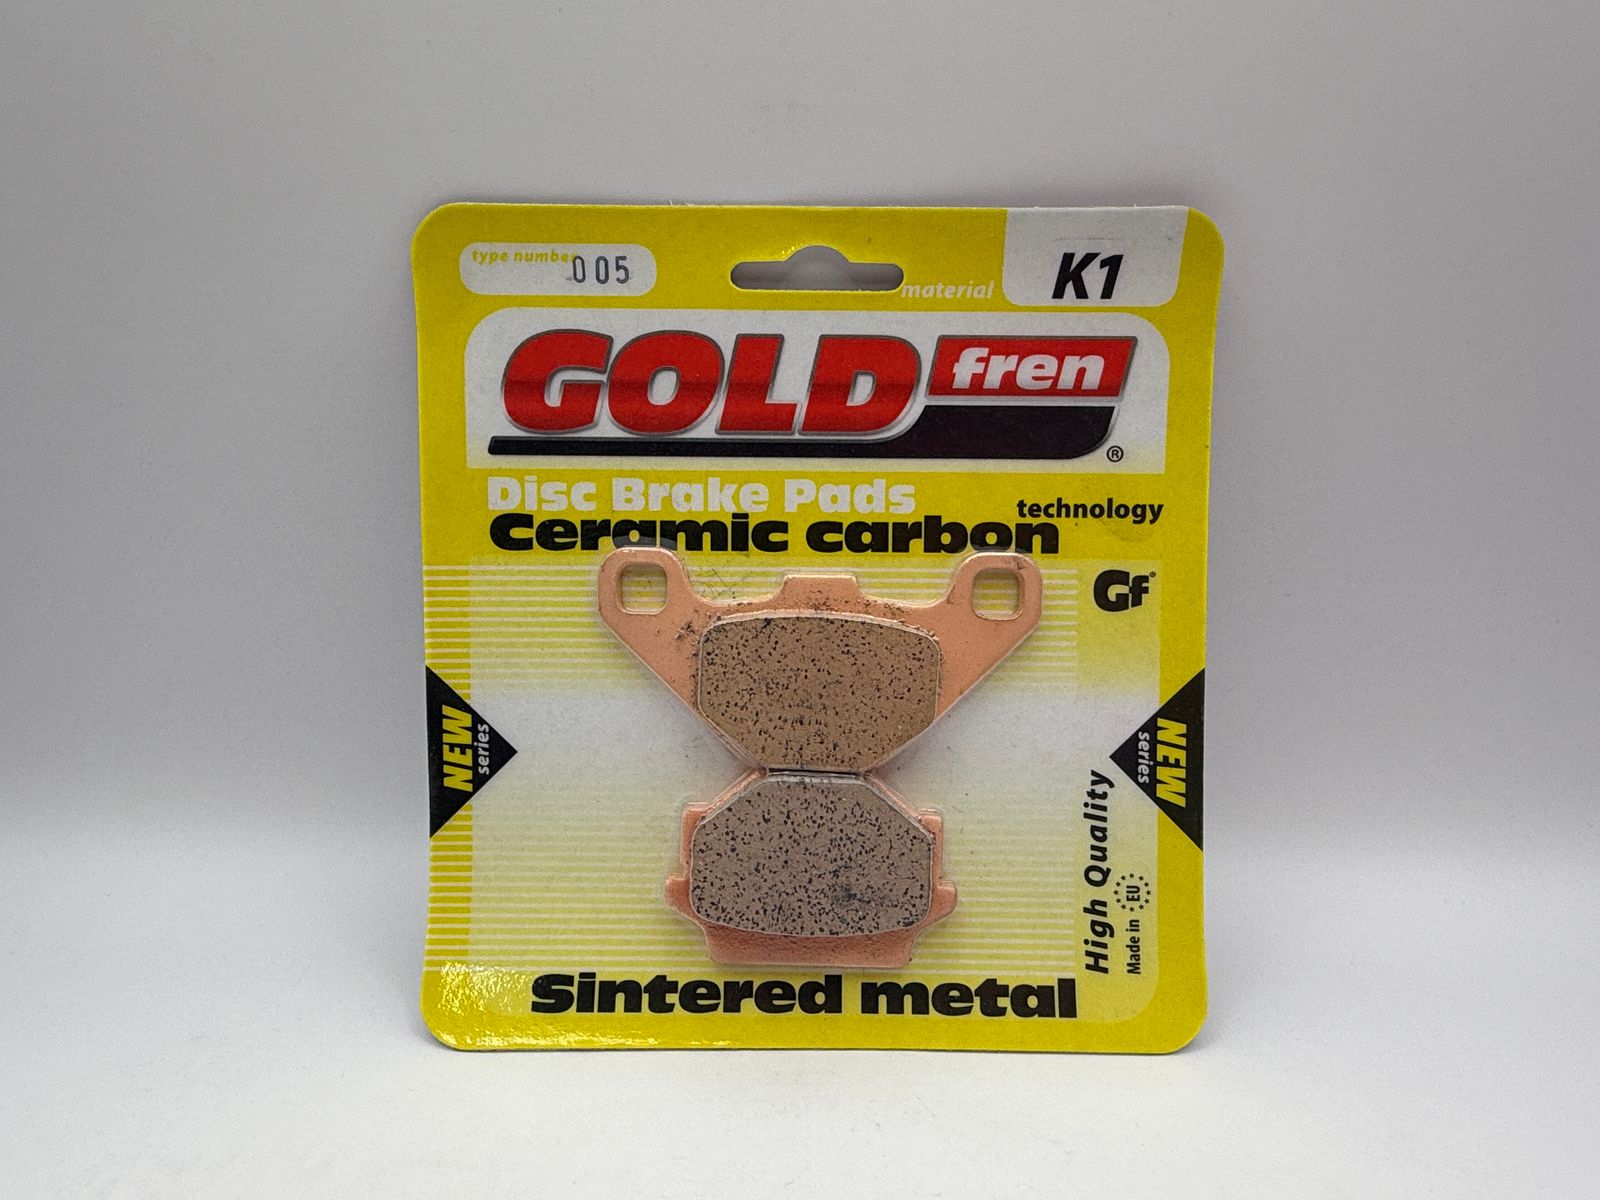 type number 005
material K1
GOLD fren ®
Disc Brake Pads
technology
Ceramic carbon
Gf
NEW series
NEW series
High Quality
Made in EU
Sintered metal